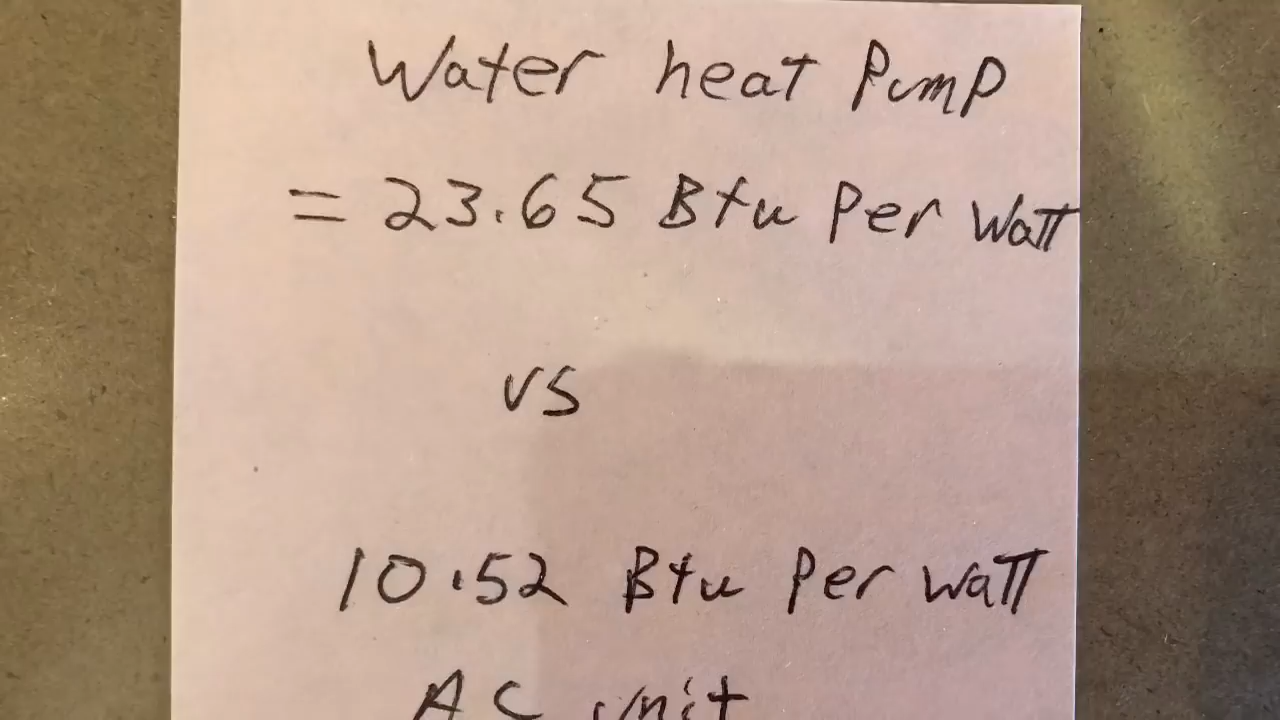 Water heat Pump
= 23.65 Btu Per Watt
vs
10.52 Btu Per Watt
AC unit